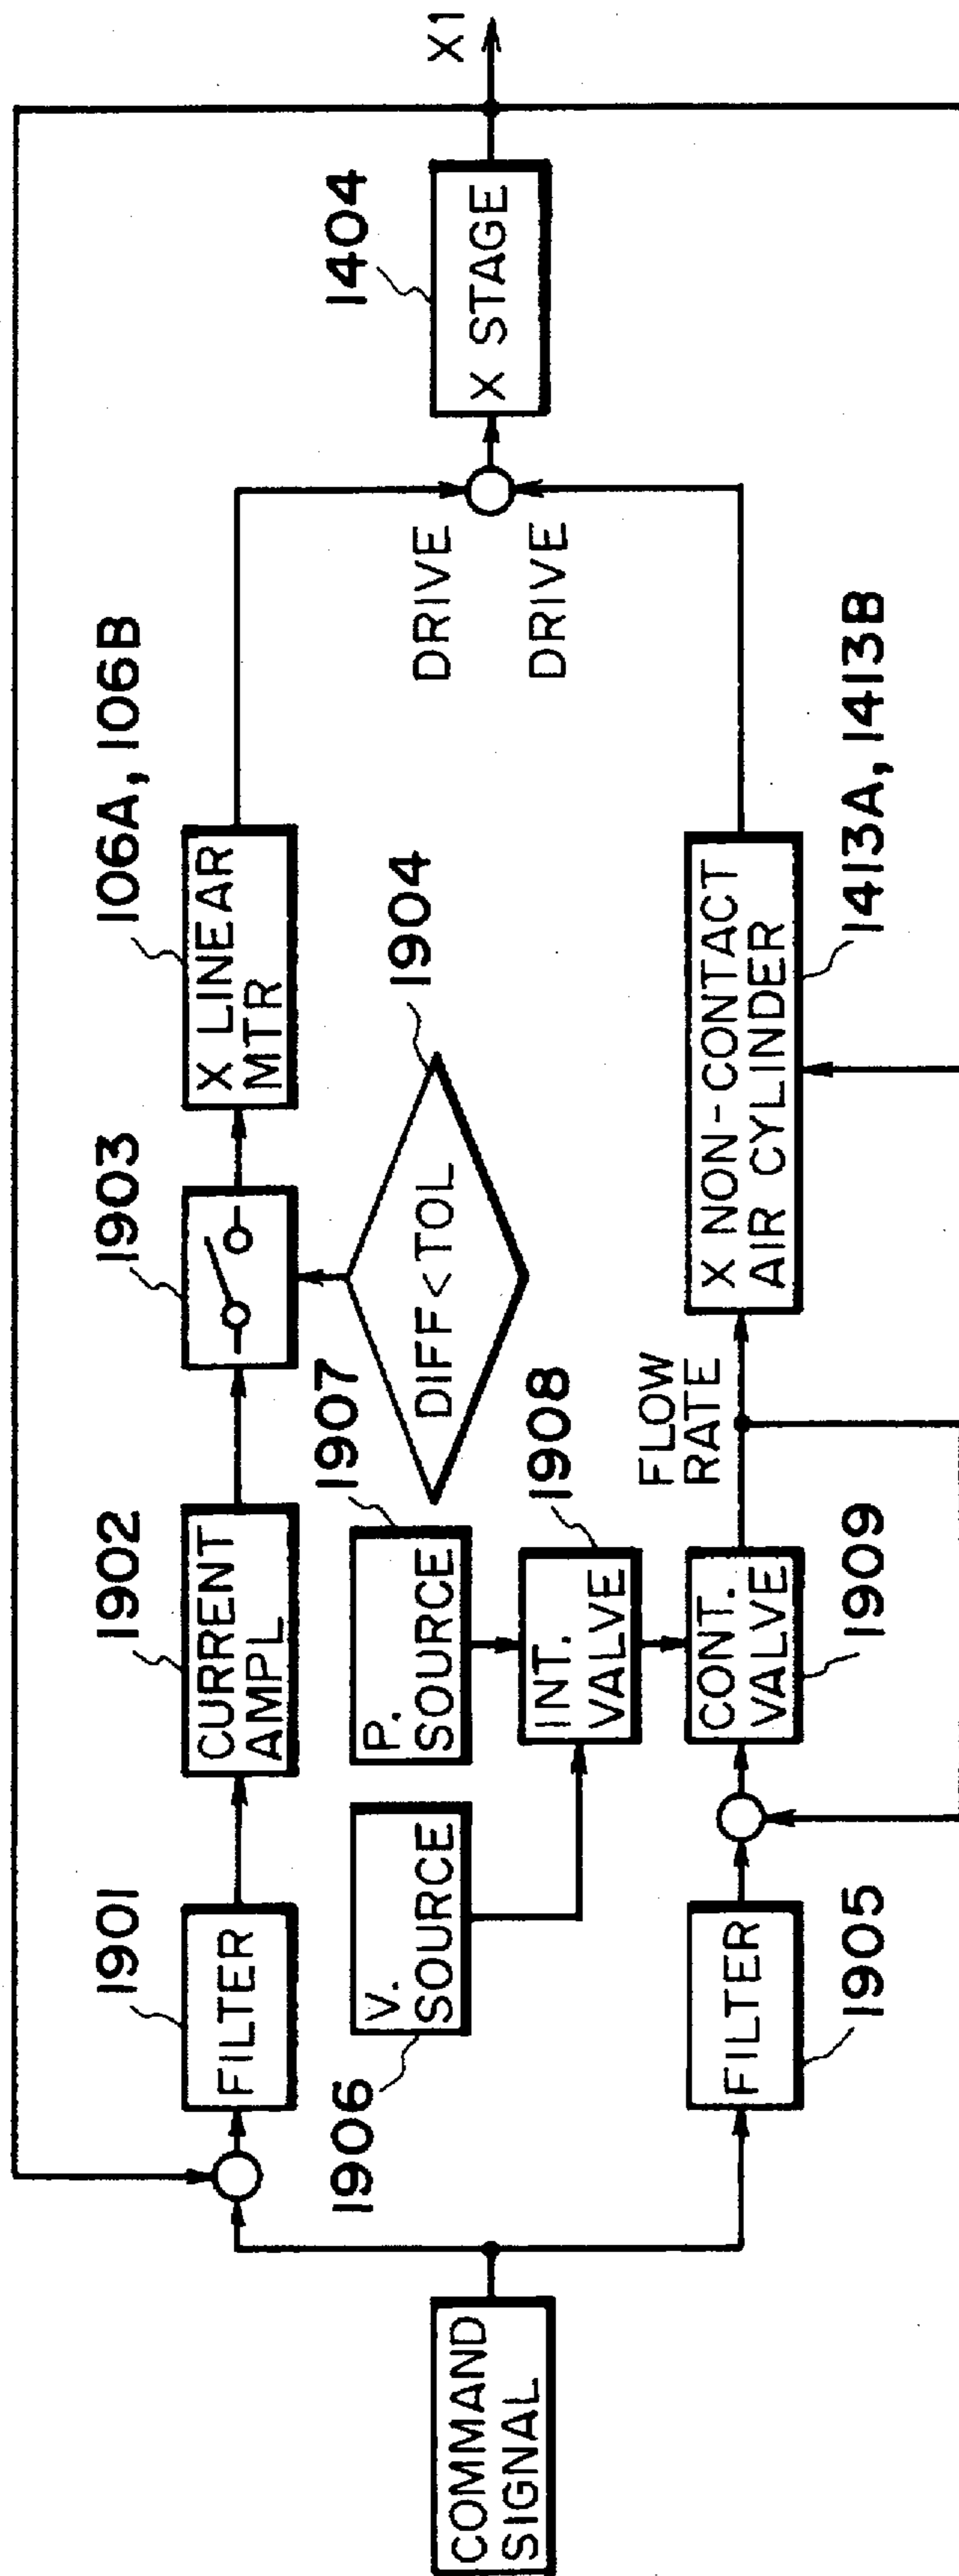 COMMAND
SIGNAL
1901
FILTER
1902
CURRENT
AMPL
1903
106A, 106B
X LINEAR
MTR
1906
V.
SOURCE
1907
P.
SOURCE
1908
INT.
VALVE
DIFF < TOL
1904
DRIVE
DRIVE
1404
X STAGE
X1
FILTER
1905
CONT.
VALVE
1909
FLOW
RATE
X NON-CONTACT
AIR CYLINDER
1413A, 1413B